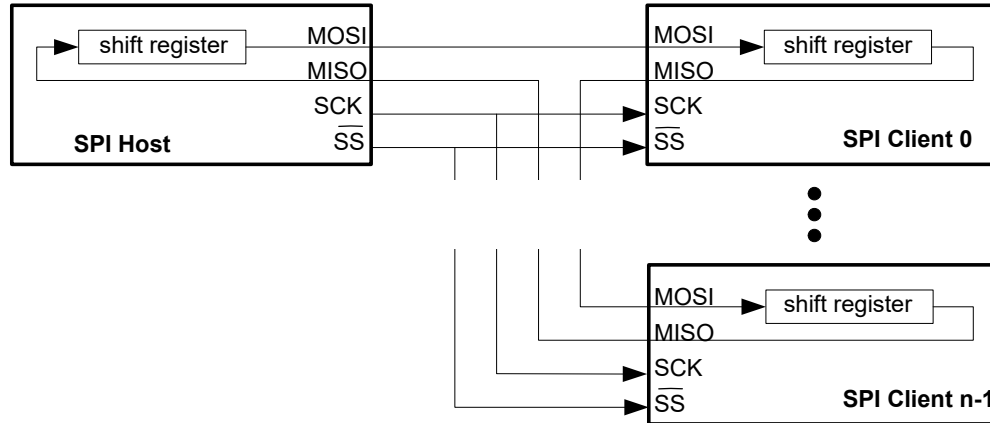 shift register
MOSI
MISO
SCK
SS
SPI Host
MOSI
shift register
MISO
SCK
SS
SPI Client 0
MOSI
shift register
MISO
SCK
SS
SPI Client n-1